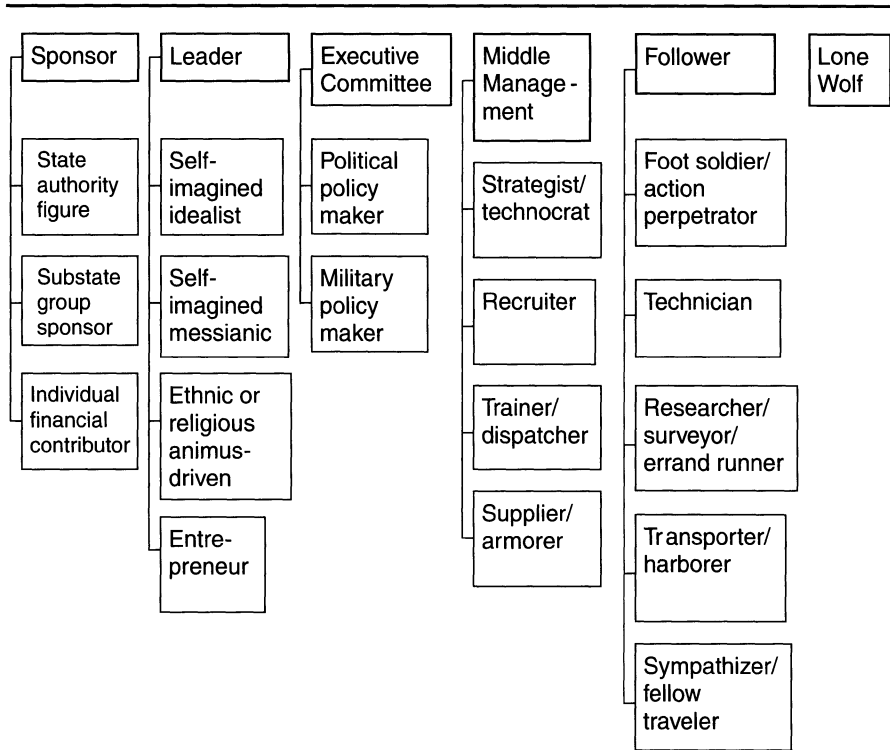 Sponsor
State
authority
figure
Substate
group
sponsor
Individual
financial
contributor
Leader
Self-
imagined
idealist
Self-
imagined
messianic
Ethnic or
religious
animus-
driven
Entre-
preneur
Executive
Committee
Political
policy
maker
Military
policy
maker
Middle
Manage-
ment
Strategist/
technocrat
Recruiter
Trainer/
dispatcher
Supplier/
armorer
Follower
Foot soldier/
action
perpetrator
Technician
Researcher/
surveyor/
errand runner
Transporter/
harborer
Sympathizer/
fellow
traveler
Lone
Wolf